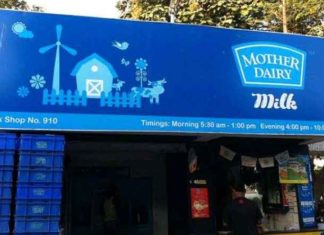 MOTHER
DAIRY
Milk
Shop No. 910
Timings: Morning 5:30 am - 1:00 pm Evening 4:00 pm - 10: